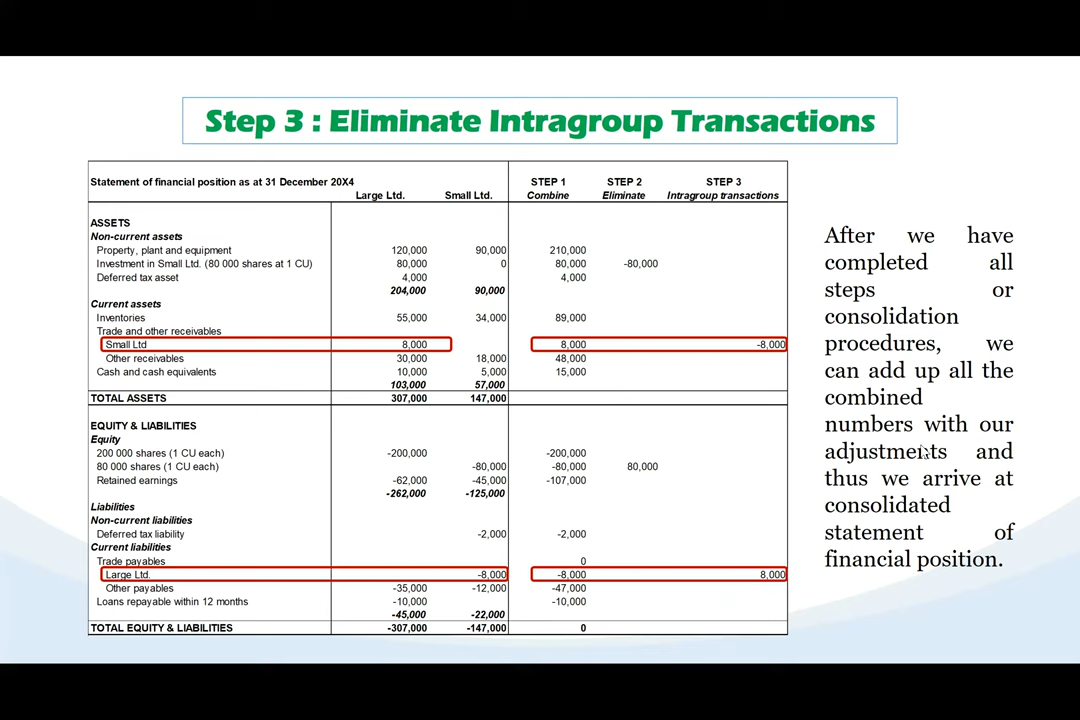 Step 3 : Eliminate Intragroup Transactions
Statement of financial position as at 31 December 20X4 STEP 1 STEP 2 STEP 3
Large Ltd. Small Ltd. Combine Eliminate Intragroup transactions
ASSETS
Non-current assets
Property, plant and equipment 120,000 90,000 210,000
Investment in Small Ltd. (80 000 shares at 1 CU) 80,000 0 80,000 -80,000
Deferred tax asset 4,000 4,000
204,000 90,000
Current assets
Inventories 55,000 34,000 89,000
Trade and other receivables
Small Ltd 8,000 8,000 -8,000
Other receivables 30,000 18,000 48,000
Cash and cash equivalents 10,000 5,000 15,000
103,000 57,000
TOTAL ASSETS 307,000 147,000
EQUITY & LIABILITIES
Equity
200 000 shares (1 CU each) -200,000 -200,000
80 000 shares (1 CU each) -80,000 -80,000 80,000
Retained earnings -62,000 -45,000 -107,000
-262,000 -125,000
Liabilities
Non-current liabilities
Deferred tax liability -2,000 -2,000
Current liabilities
Trade payables 0
Large Ltd. -8,000 -8,000 8,000
Other payables -35,000 -12,000 -47,000
Loans repayable within 12 months -10,000 -10,000
-45,000 -22,000
TOTAL EQUITY & LIABILITIES -307,000 -147,000 0
After we have
completed all
steps or
consolidation
procedures, we
can add up all the
combined
numbers with our
adjustments and
thus we arrive at
consolidated
statement of
financial position.